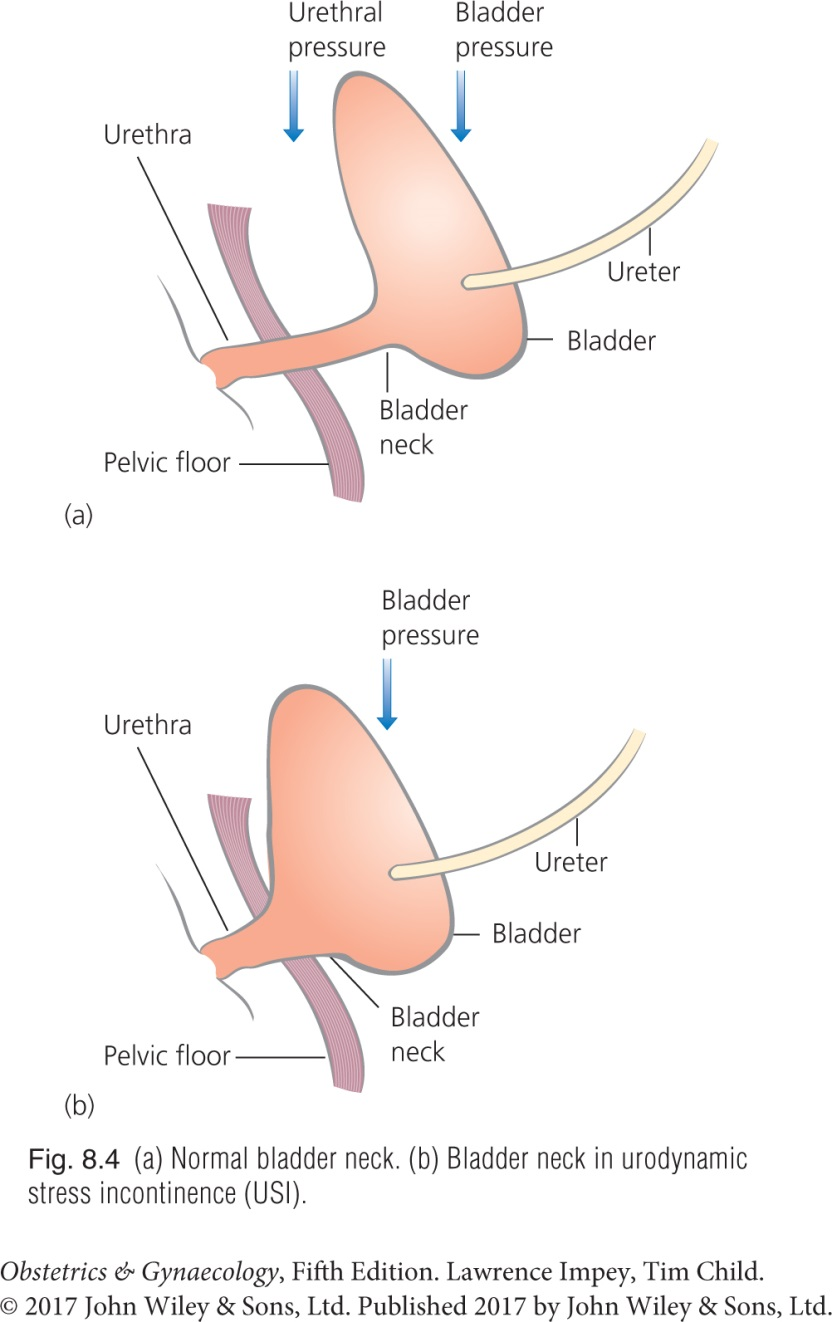 Urethral
pressure
Bladder
pressure
Urethra
Ureter
Bladder
Bladder
neck
Pelvic floor
(a)
Bladder
pressure
Urethra
Ureter
Bladder
Bladder
neck
Pelvic floor
(b)
Fig. 8.4 (a) Normal bladder neck. (b) Bladder neck in urodynamic
stress incontinence (USI).
Obstetrics & Gynaecology, Fifth Edition. Lawrence Impey, Tim Child.
© 2017 John Wiley & Sons, Ltd. Published 2017 by John Wiley & Sons, Ltd.